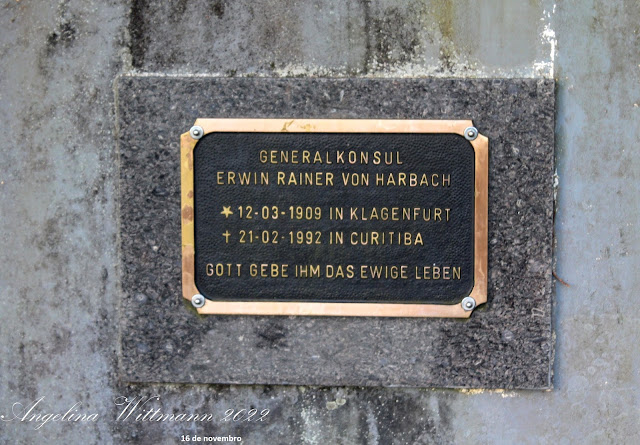 GENERALKONSUL
ERWIN RAINER VON HARBACH
★ 12-03-1909 IN KLAGENFURT
✝ 21-02-1992 IN CURITIBA
GOTT GEBE IHM DAS EWIGE LEBEN
Angelina Wittmann 2022
16 de novembro